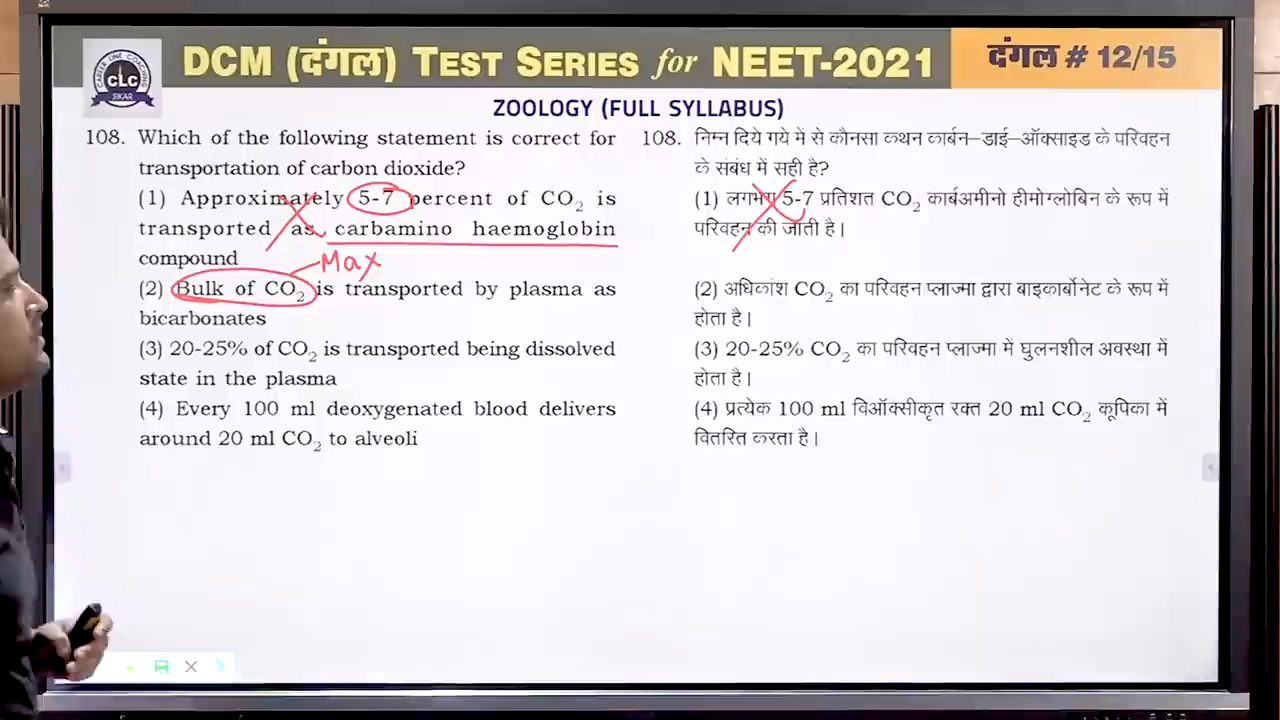 CAREER LINE COACHING
CLC
SIKAR
DCM (दंगल) TEST SERIES for NEET-2021
दंगल # 12/15
ZOOLOGY (FULL SYLLABUS)
108. Which of the following statement is correct for
transportation of carbon dioxide?
(1) Approximately 5-7 percent of CO₂ is
transported as carbamino haemoglobin
compound
Max
(2) Bulk of CO₂ is transported by plasma as
bicarbonates
(3) 20-25% of CO₂ is transported being dissolved
state in the plasma
(4) Every 100 ml deoxygenated blood delivers
around 20 ml CO₂ to alveoli
108. निम्न दिये गये में से कौनसा कथन कार्बन–डाई–ऑक्साइड के परिवहन
के संबंध में सही है?
(1) लगभग 5-7 प्रतिशत CO₂ कार्बअमीनो हीमोग्लोबिन के रूप में
परिवहन की जाती है।
(2) अधिकांश CO₂ का परिवहन प्लाज्मा द्वारा बाइकार्बोनेट के रूप में
होता है।
(3) 20-25% CO₂ का परिवहन प्लाज्मा में घुलनशील अवस्था में
होता है।
(4) प्रत्येक 100 ml विऑक्सीकृत रक्त 20 ml CO₂ कूपिका में
वितरित करता है।